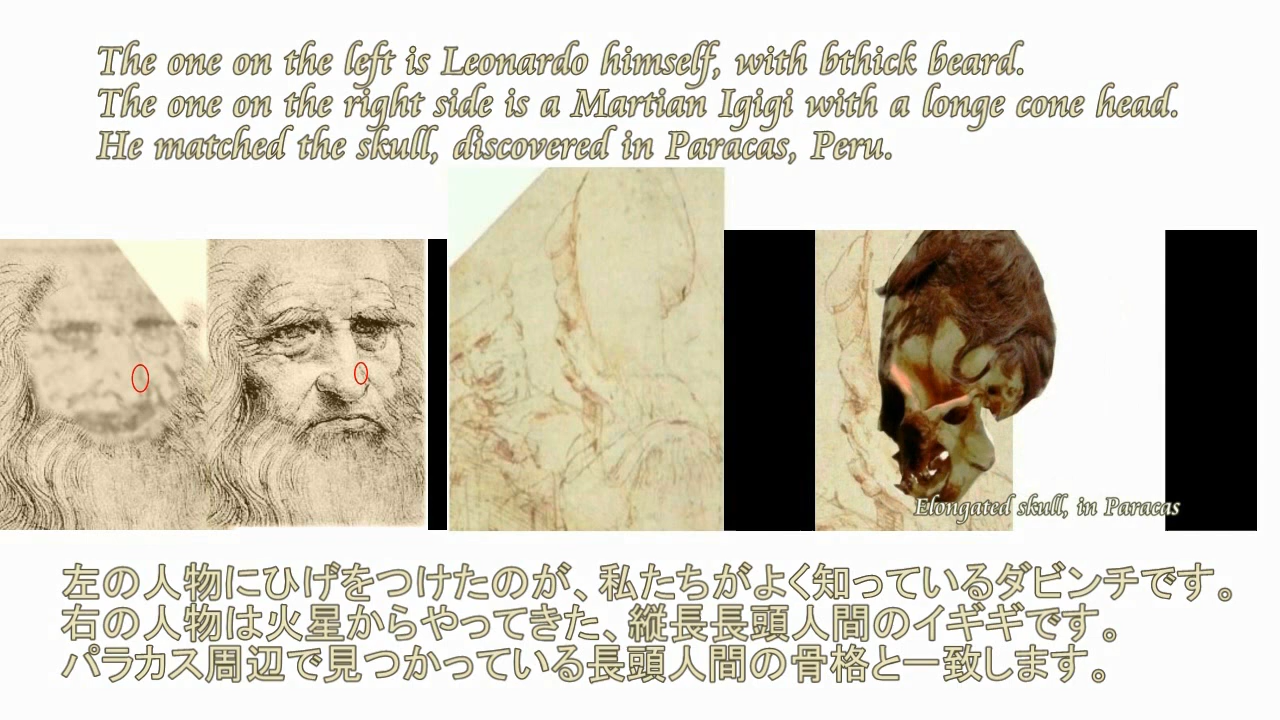 The one on the left is Leonardo himself, with bthick beard.
The one on the right side is a Martian Igigi with a longe cone head.
He matched the skull, discovered in Paracas, Peru.
Elongated skull, in Paracas
左の人物にひげをつけたのが、私たちがよく知っているダビンチです。
右の人物は火星からやってきた、縦長長頭人間のイギギです。
パラカス周辺で見つかっている長頭人間の骨格と一致します。